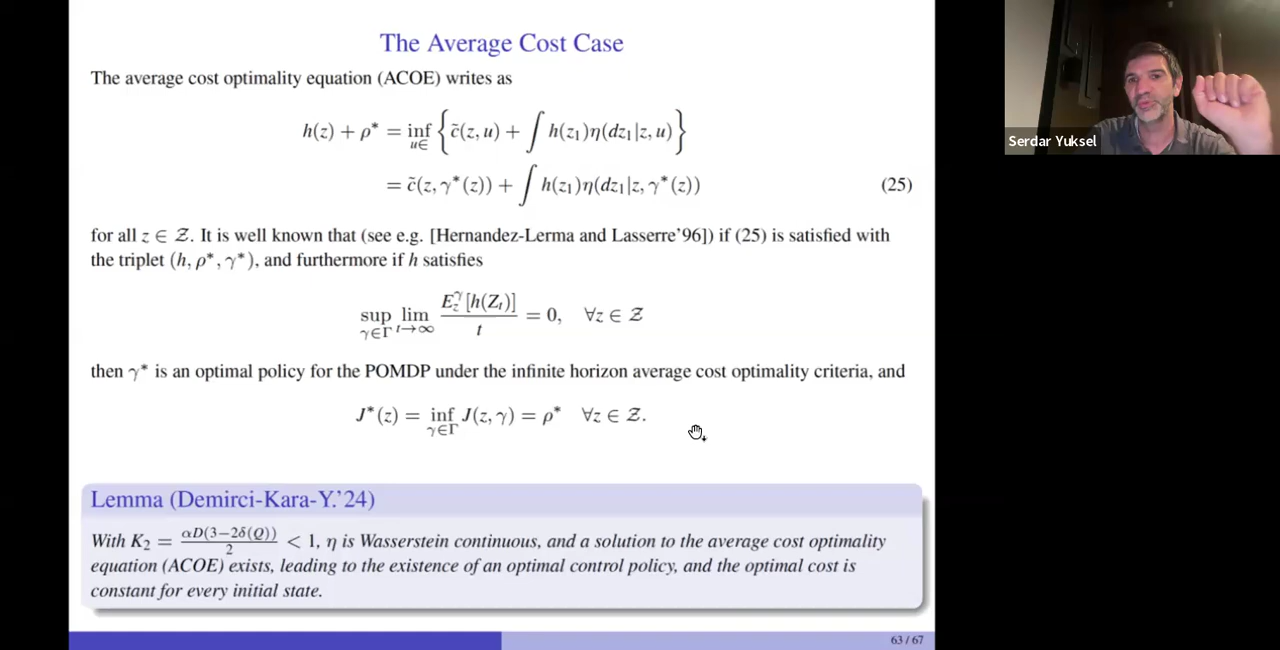 The Average Cost Case
The average cost optimality equation (ACOE) writes as
h(z) + ρ* = inf_{u∈} { c̃(z, u) + ∫ h(z₁)η(dz₁|z, u) }
= c̃(z, γ*(z)) + ∫ h(z₁)η(dz₁|z, γ*(z)) (25)
for all z ∈ 𝒵. It is well known that (see e.g. [Hernandez-Lerma and Lasserre'96]) if (25) is satisfied with
the triplet (h, ρ*, γ*), and furthermore if h satisfies
sup_{γ∈Γ} lim_{t→∞} E_z^γ[h(Z_t)] / t = 0, ∀z ∈ 𝒵
then γ* is an optimal policy for the POMDP under the infinite horizon average cost optimality criteria, and
J*(z) = inf_{γ∈Γ} J(z, γ) = ρ* ∀z ∈ 𝒵.
Lemma (Demirci-Kara-Y.'24)
With K₂ = αD(3−2δ(Q)) / 2 < 1, η is Wasserstein continuous, and a solution to the average cost optimality
equation (ACOE) exists, leading to the existence of an optimal control policy, and the optimal cost is
constant for every initial state.
63 / 67
Serdar Yuksel